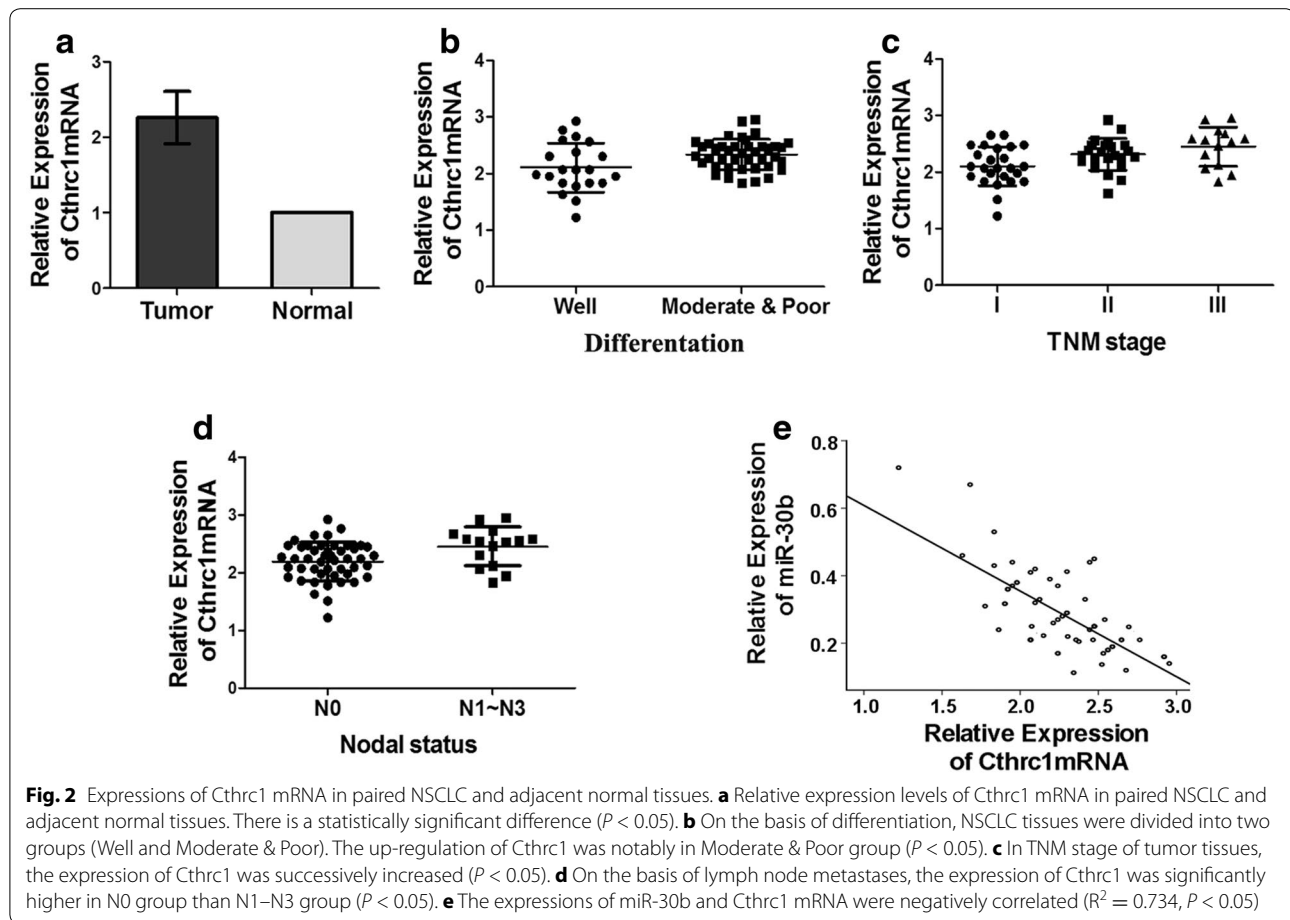 a
Relative Expression
of Cthrc1mRNA
3
2
1
0
Tumor
Normal
b
Relative Expression
of Cthrc1mRNA
4
3
2
1
0
Well
Moderate & Poor
Differentation
c
Relative Expression
of Cthrc1mRNA
4
3
2
1
0
I
II
III
TNM stage
d
Relative Expression
of Cthrc1mRNA
4
3
2
1
0
N0
N1~N3
Nodal status
e
Relative Expression
of miR-30b
0.8
0.6
0.4
0.2
1.0
1.5
2.0
2.5
3.0
Relative Expression
of Cthrc1mRNA
Fig. 2 Expressions of Cthrc1 mRNA in paired NSCLC and adjacent normal tissues. a Relative expression levels of Cthrc1 mRNA in paired NSCLC and
adjacent normal tissues. There is a statistically significant difference (P < 0.05). b On the basis of differentiation, NSCLC tissues were divided into two
groups (Well and Moderate & Poor). The up-regulation of Cthrc1 was notably in Moderate & Poor group (P < 0.05). c In TNM stage of tumor tissues,
the expression of Cthrc1 was successively increased (P < 0.05). d On the basis of lymph node metastases, the expression of Cthrc1 was significantly
higher in N0 group than N1–N3 group (P < 0.05). e The expressions of miR-30b and Cthrc1 mRNA were negatively correlated (R² = 0.734, P < 0.05)